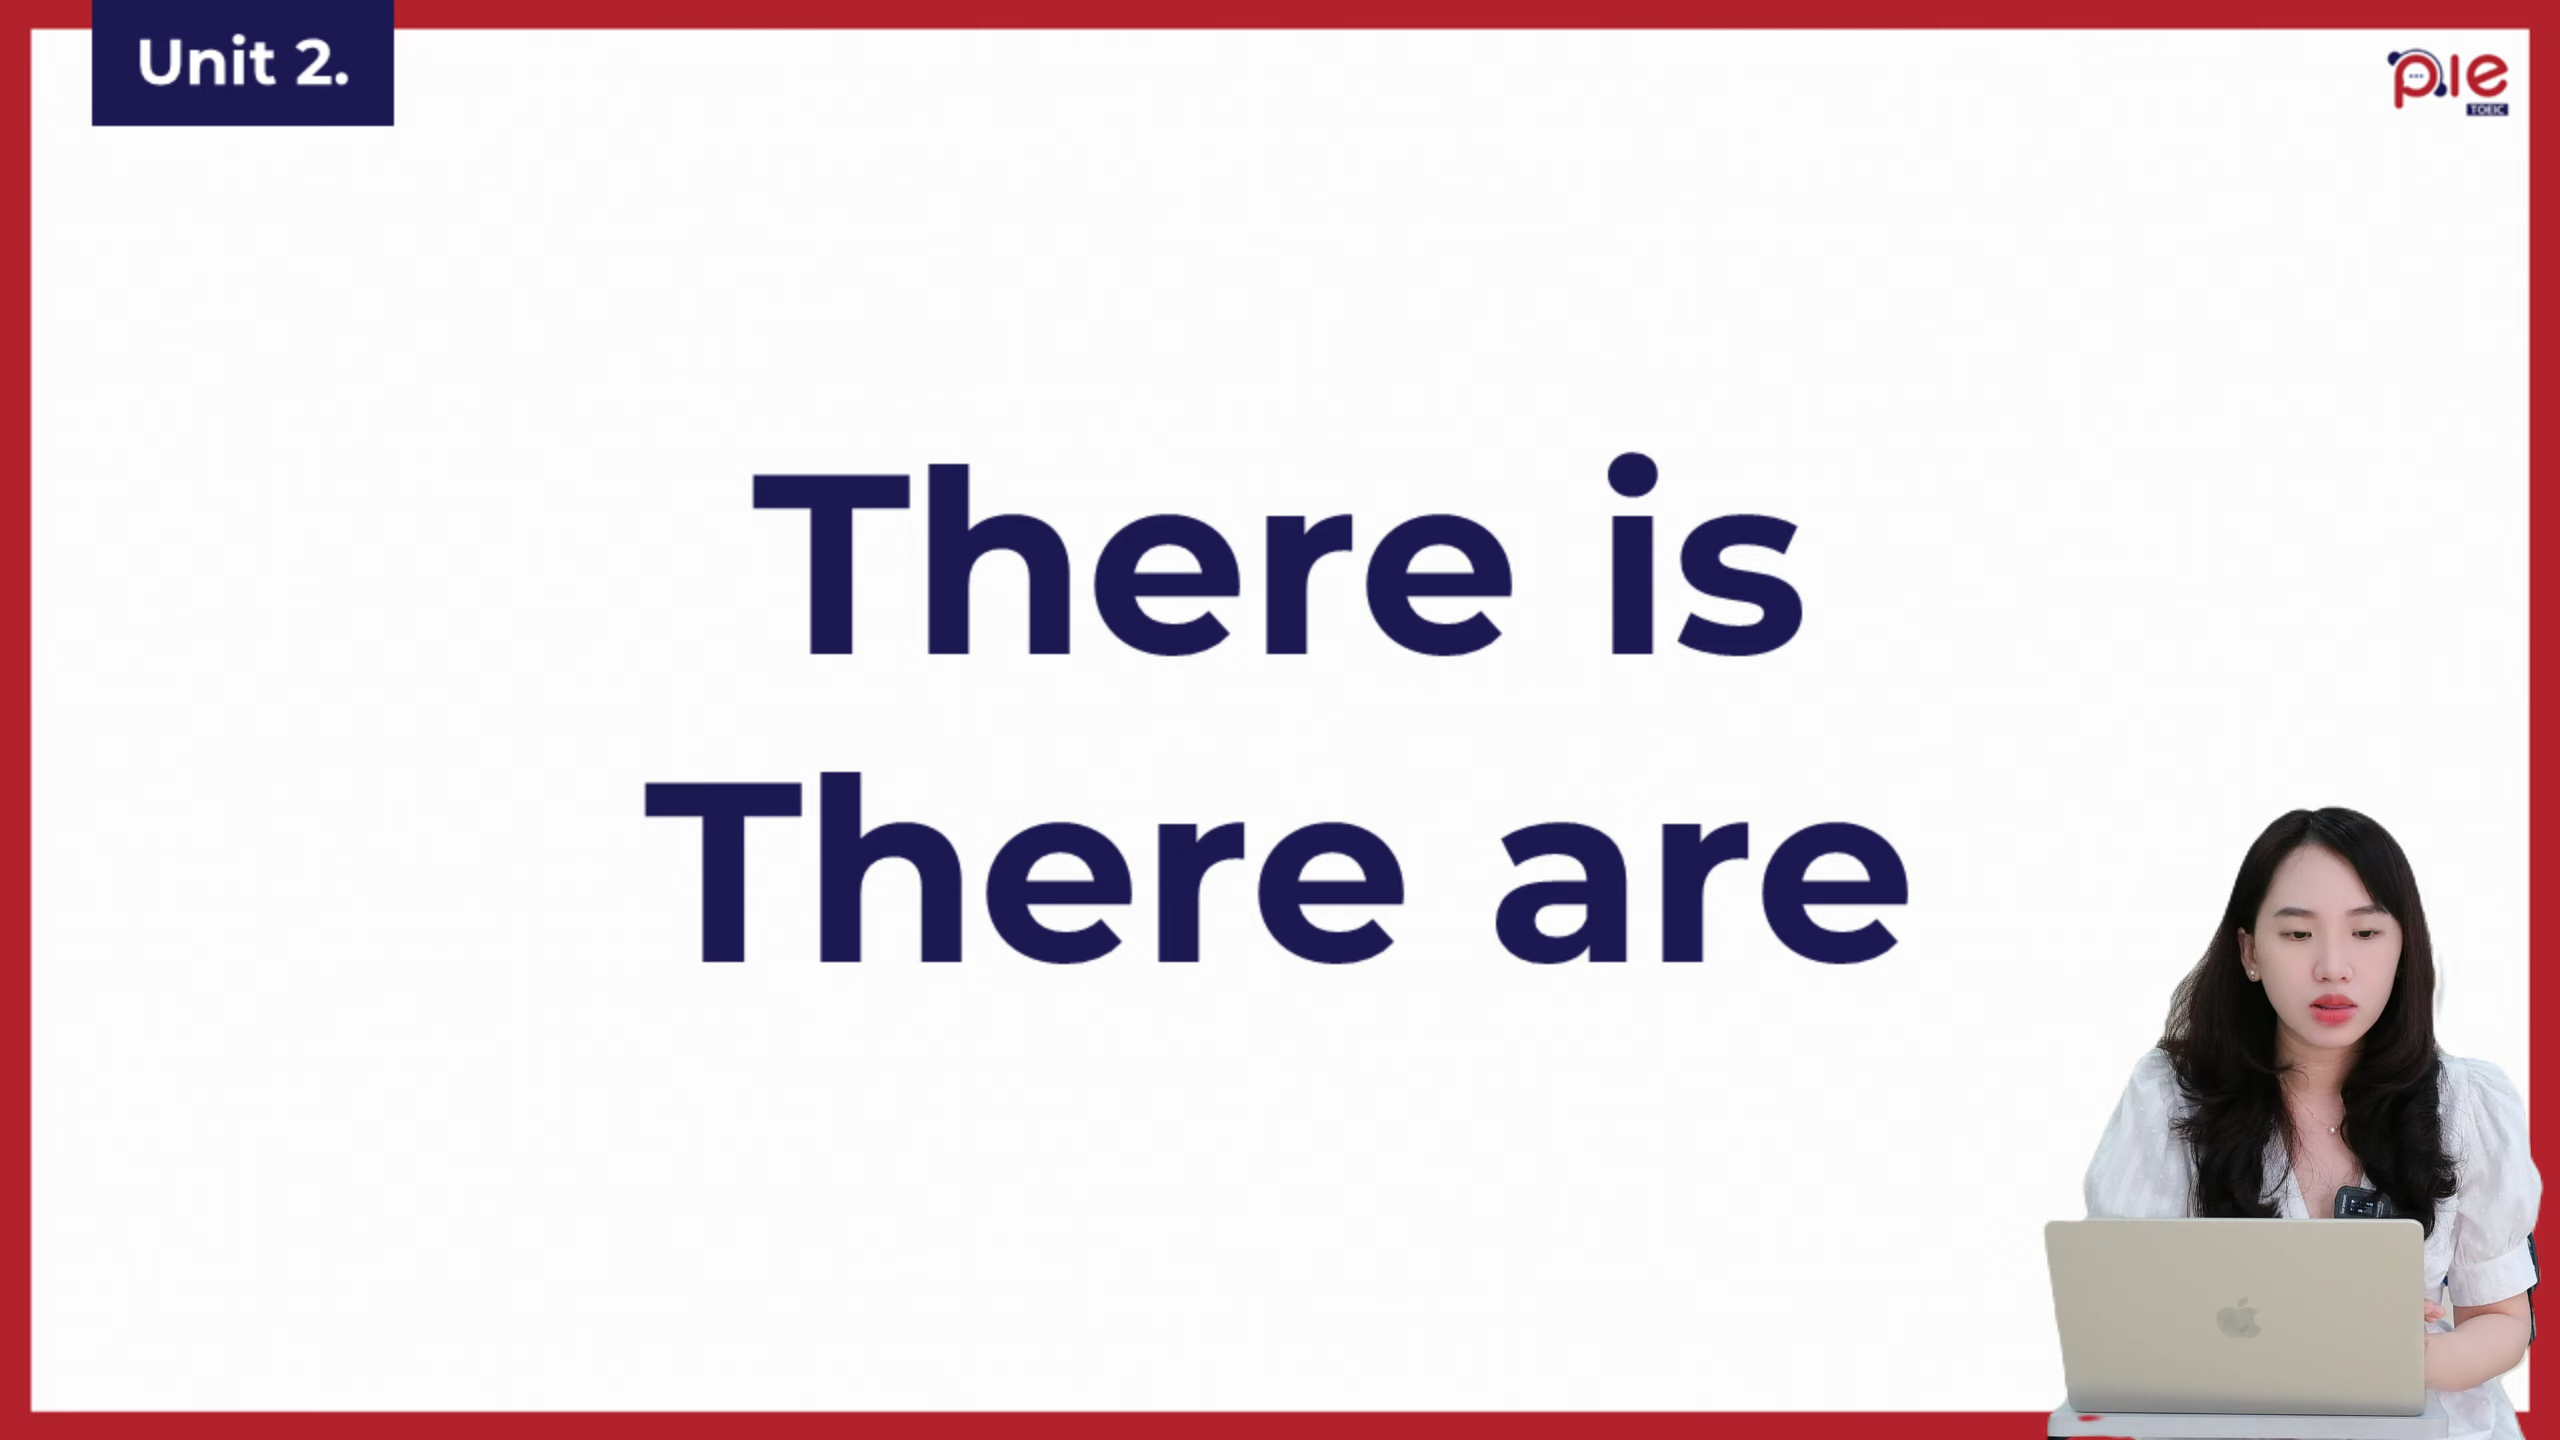 Unit 2.
pie
TOEIC
There is
There are